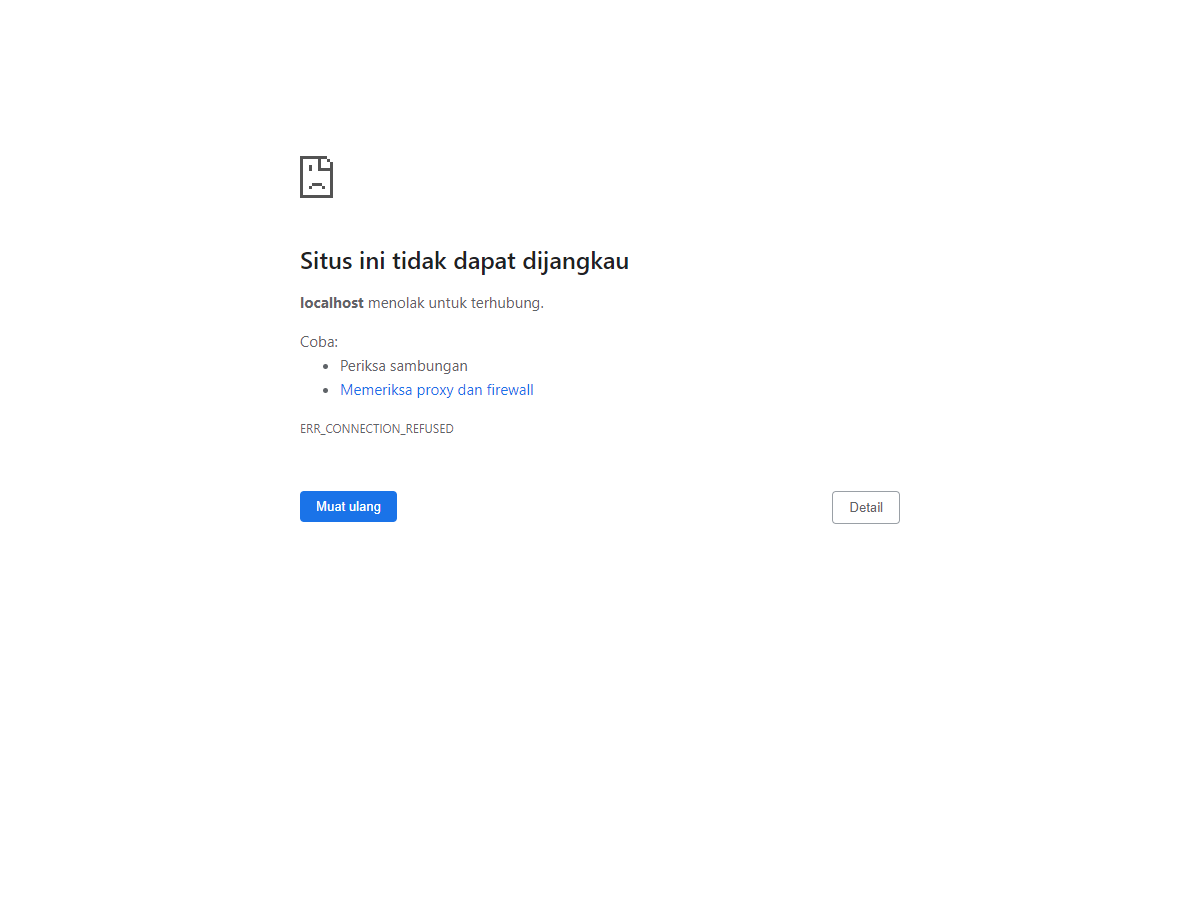 Situs ini tidak dapat dijangkau
localhost menolak untuk terhubung.
Coba:
Periksa sambungan
Memeriksa proxy dan firewall
ERR_CONNECTION_REFUSED
Muat ulang
Detail